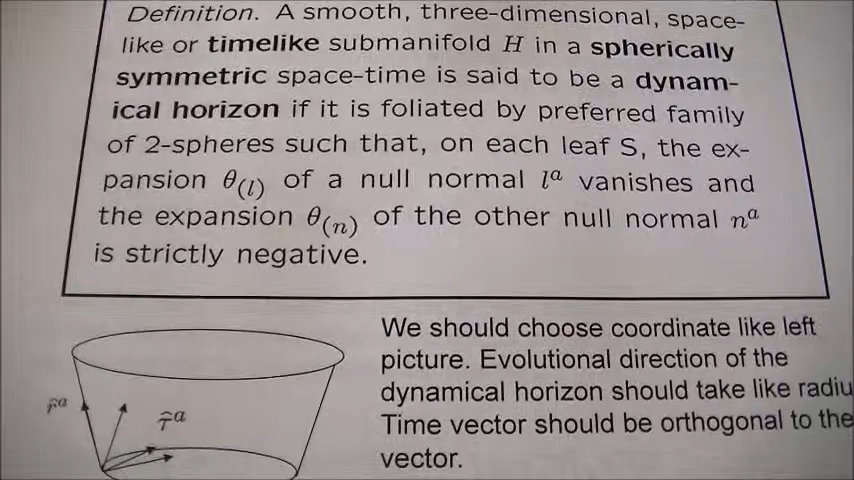 Definition. A smooth, three-dimensional, space-
like or timelike submanifold H in a spherically
symmetric space-time is said to be a dynam-
ical horizon if it is foliated by preferred family
of 2-spheres such that, on each leaf S, the ex-
pansion θ(l) of a null normal lᵃ vanishes and
the expansion θ(n) of the other null normal nᵃ
is strictly negative.
We should choose coordinate like left
picture. Evolutional direction of the
dynamical horizon should take like radiu
Time vector should be orthogonal to the
vector.
r̂ᵃ
τ̂ᵃ